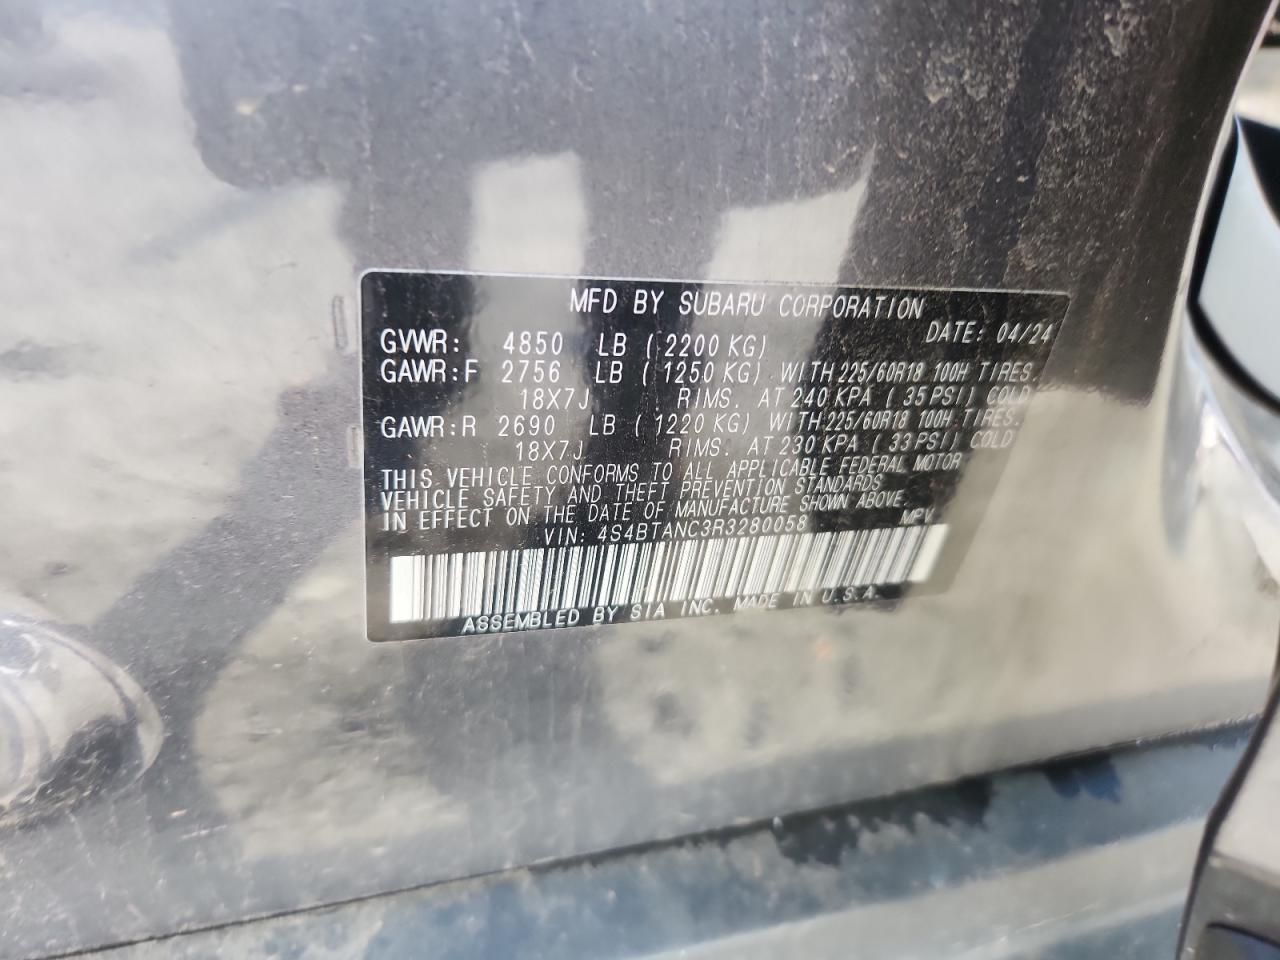 MFD BY SUBARU CORPORATION
DATE: 04/24
GVWR: 4850 LB (2200 KG)
GAWR:F 2756 LB (1250 KG) WITH 225/60R18 100H TIRES.
18X7J RIMS. AT 240 KPA (35 PSI) COLD
GAWR:R 2690 LB (1220 KG) WITH 225/60R18 100H TIRES.
18X7J RIMS. AT 230 KPA (33 PSI) COLD
THIS VEHICLE CONFORMS TO ALL APPLICABLE FEDERAL MOTOR
VEHICLE SAFETY AND THEFT PREVENTION STANDARDS
IN EFFECT ON THE DATE OF MANUFACTURE SHOWN ABOVE.
VIN: 4S4BTANC3R3280058 MPV
ASSEMBLED BY SIA INC. MADE IN U.S.A.